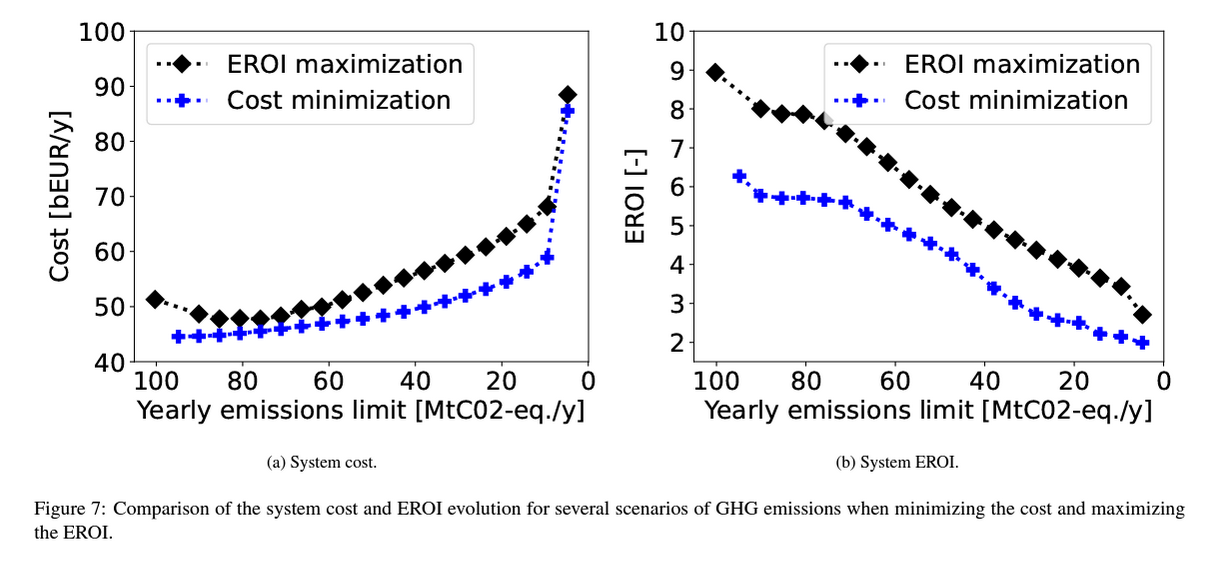 100
90
80
70
60
50
40
Cost [bEUR/y]
EROI maximization
Cost minimization
100 80 60 40 20 0
Yearly emissions limit [MtC02-eq./y]
(a) System cost.
10
9
8
7
6
5
4
3
2
EROI [-]
EROI maximization
Cost minimization
100 80 60 40 20 0
Yearly emissions limit [MtC02-eq./y]
(b) System EROI.
Figure 7: Comparison of the system cost and EROI evolution for several scenarios of GHG emissions when minimizing the cost and maximizing
the EROI.